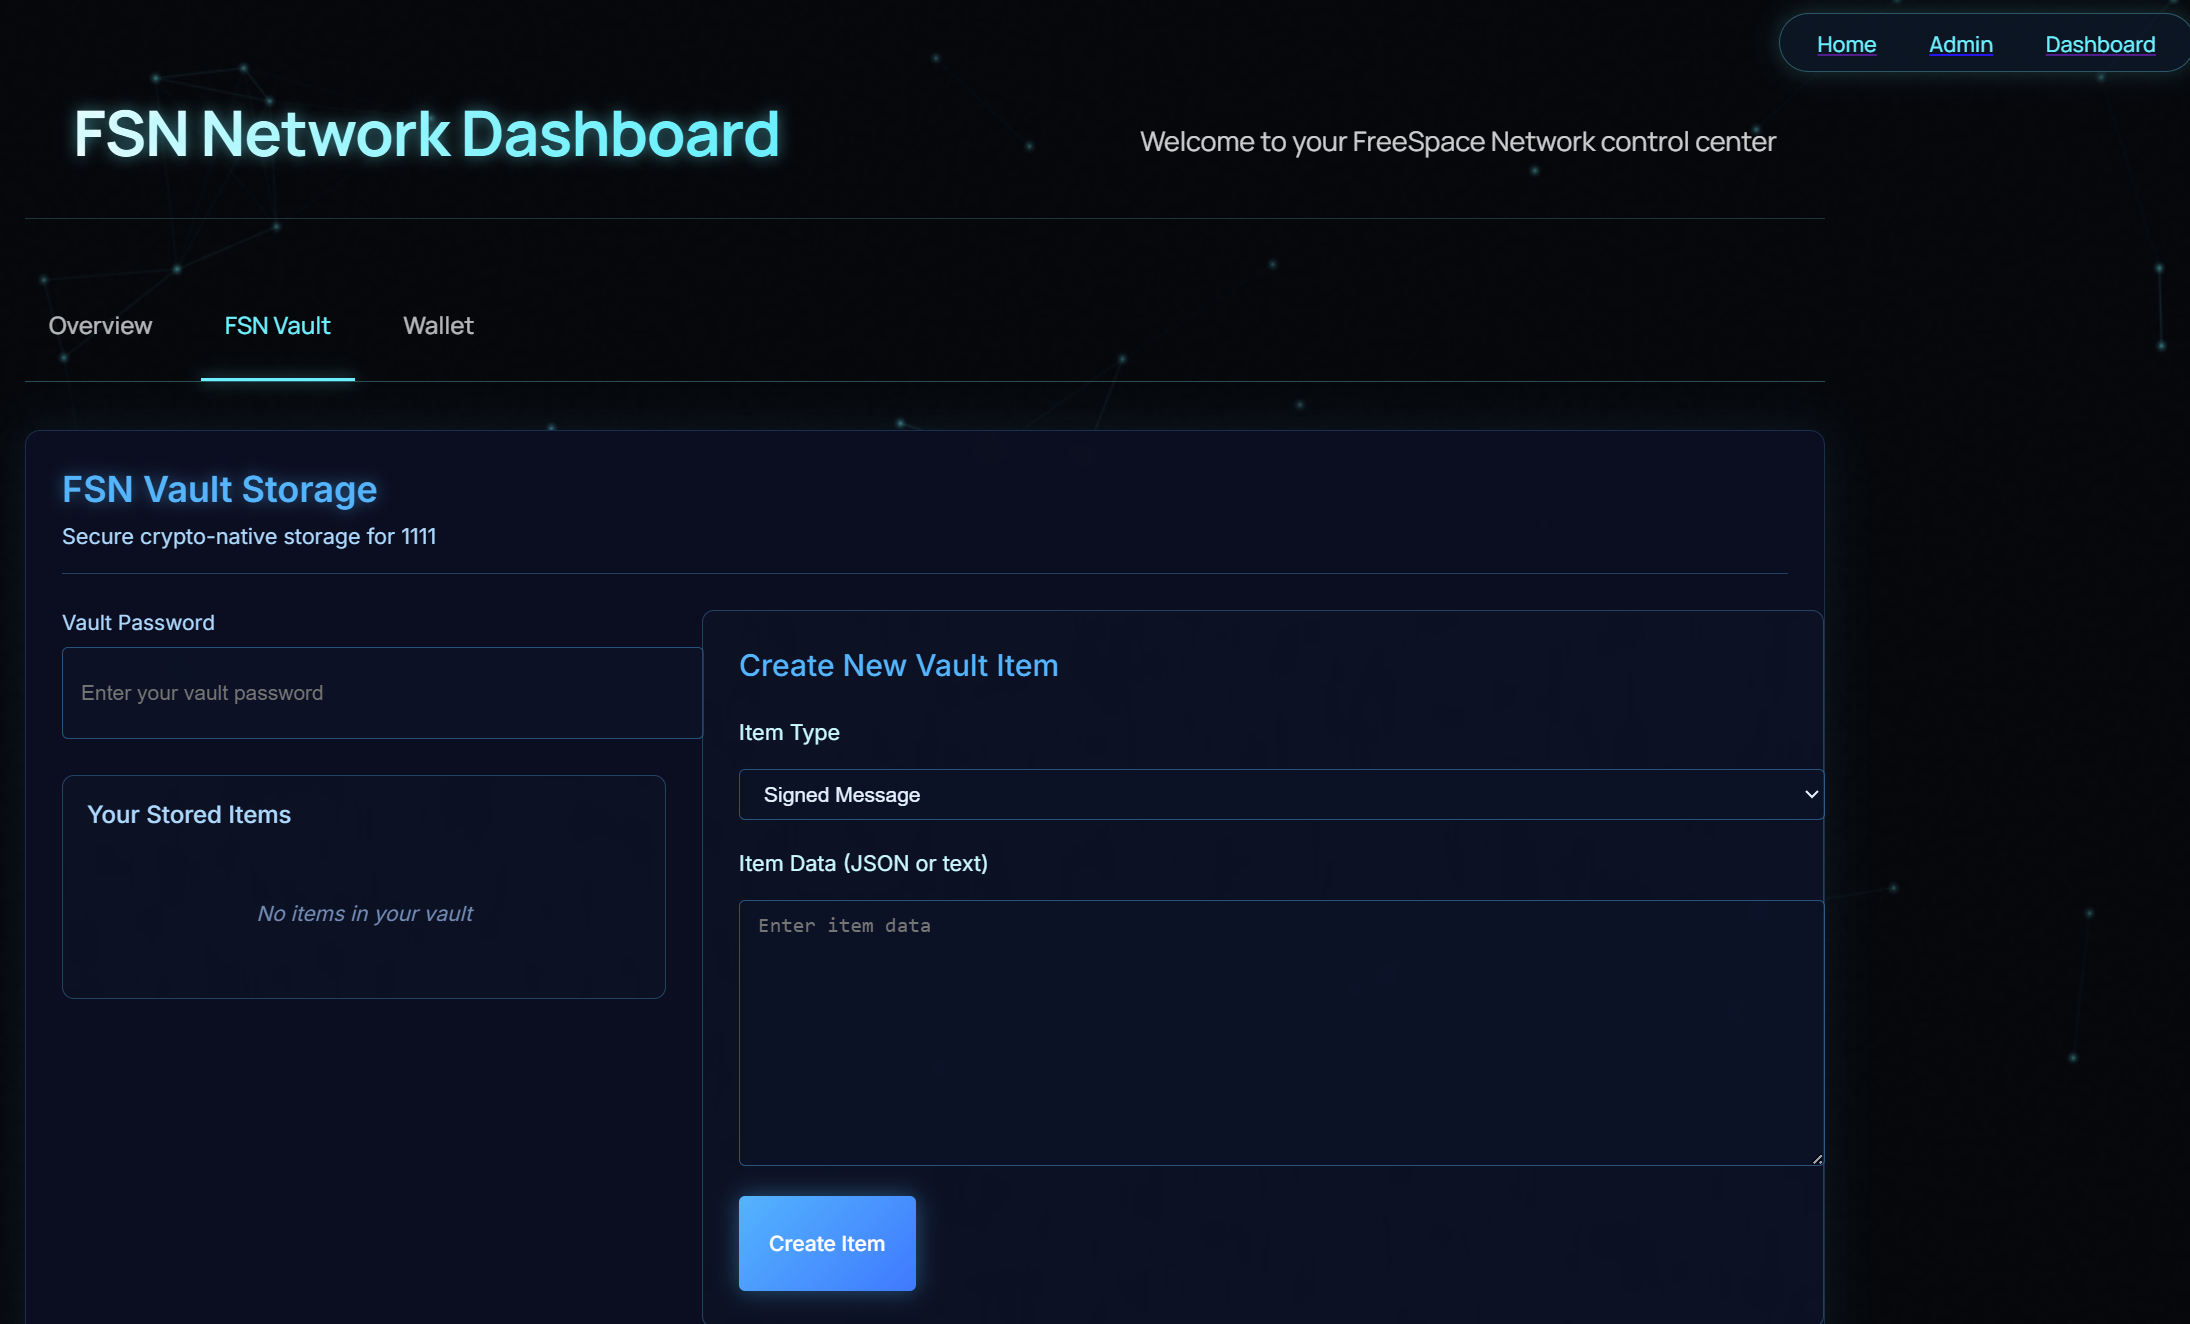 Home Admin Dashboard
FSN Network Dashboard
Welcome to your FreeSpace Network control center
Overview FSN Vault Wallet
FSN Vault Storage
Secure crypto-native storage for 1111
Vault Password
Enter your vault password
Your Stored Items
No items in your vault
Create New Vault Item
Item Type
Signed Message
Item Data (JSON or text)
Enter item data
Create Item